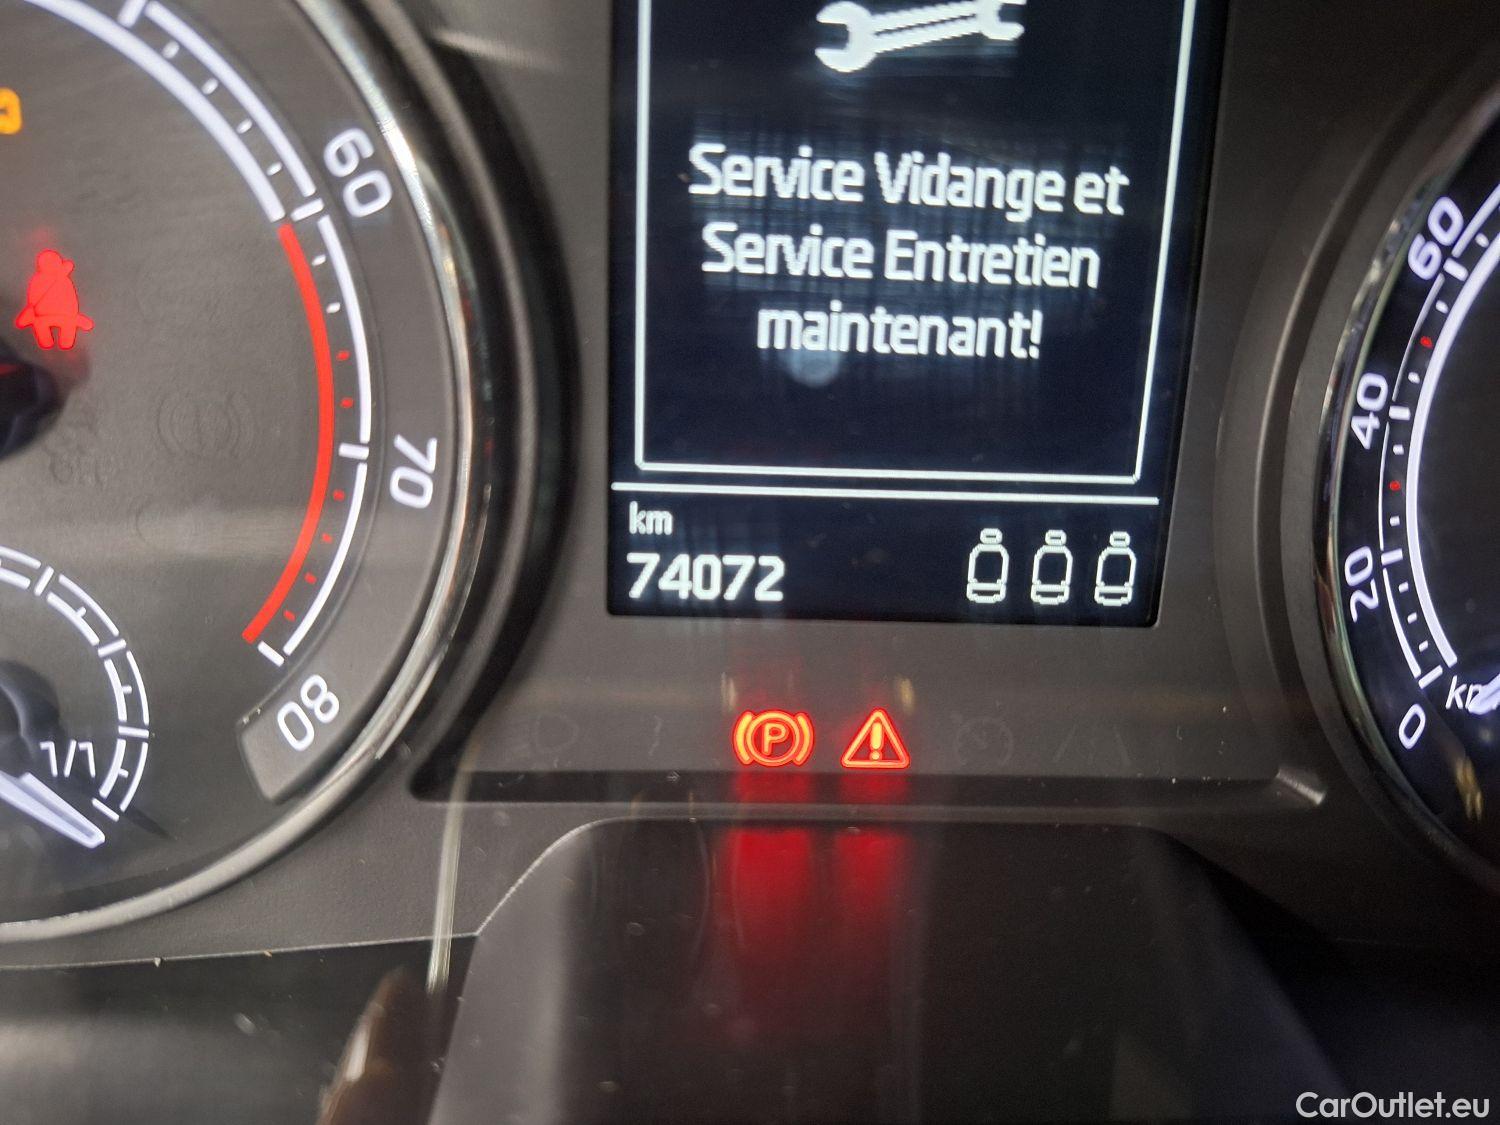 Service Vidange et
Service Entretien
maintenant!
km
74072
60
70
80
1/1
60
40
20
0
km
P
CarOutlet.eu